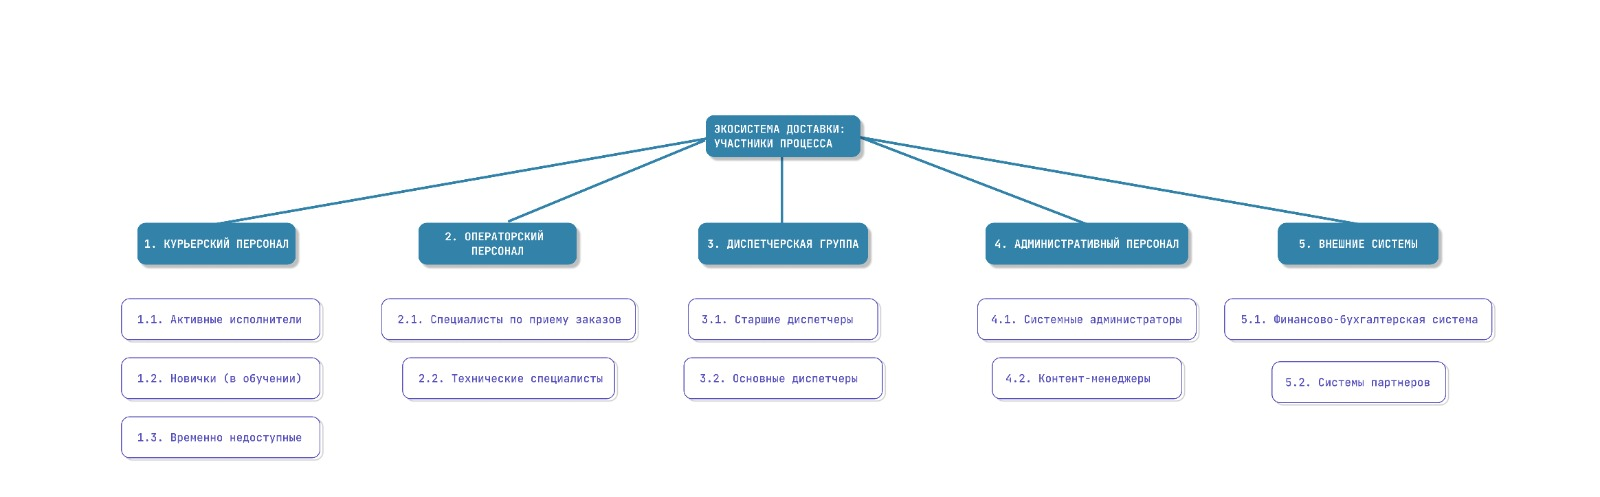 ЭКОСИСТЕМА ДОСТАВКИ:
УЧАСТНИКИ ПРОЦЕССА
1. КУРЬЕРСКИЙ ПЕРСОНАЛ
2. ОПЕРАТОРСКИЙ
ПЕРСОНАЛ
3. ДИСПЕТЧЕРСКАЯ ГРУППА
4. АДМИНИСТРАТИВНЫЙ ПЕРСОНАЛ
5. ВНЕШНИЕ СИСТЕМЫ
1.1. Активные исполнители
2.1. Специалисты по приему заказов
3.1. Старшие диспетчеры
4.1. Системные администраторы
5.1. Финансово-бухгалтерская система
1.2. Новички (в обучении)
2.2. Технические специалисты
3.2. Основные диспетчеры
4.2. Контент-менеджеры
5.2. Системы партнеров
1.3. Временно недоступные